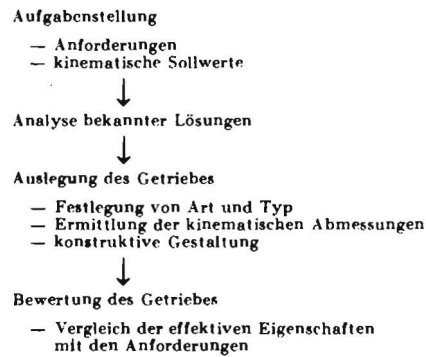 Aufgabenstellung
— Anforderungen
— kinematische Sollwerte
Analyse bekannter Lösungen
Auslegung des Getriebes
— Festlegung von Art und Typ
— Ermittlung der kinematischen Abmessungen
— konstruktive Gestaltung
Bewertung des Getriebes
— Vergleich der effektiven Eigenschaften
mit den Anforderungen